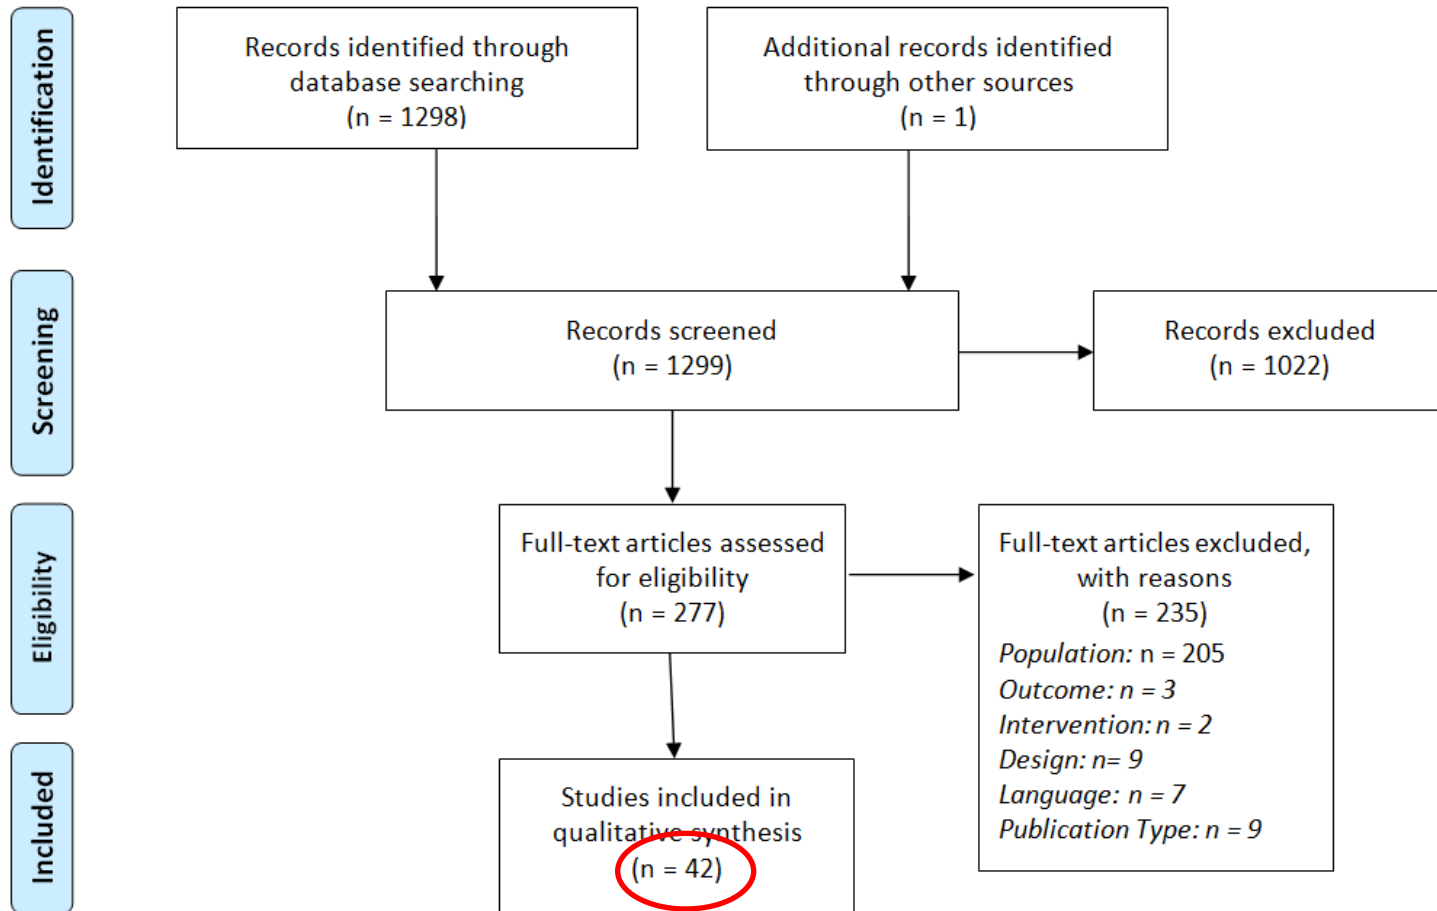 Identification
Records identified through
database searching
(n = 1298)
Additional records identified
through other sources
(n = 1)
Screening
Records screened
(n = 1299)
Records excluded
(n = 1022)
Eligibility
Full-text articles assessed
for eligibility
(n = 277)
Full-text articles excluded,
with reasons
(n = 235)
Population: n = 205
Outcome: n = 3
Intervention: n = 2
Design: n= 9
Language: n = 7
Publication Type: n = 9
Included
Studies included in
qualitative synthesis
(n = 42)